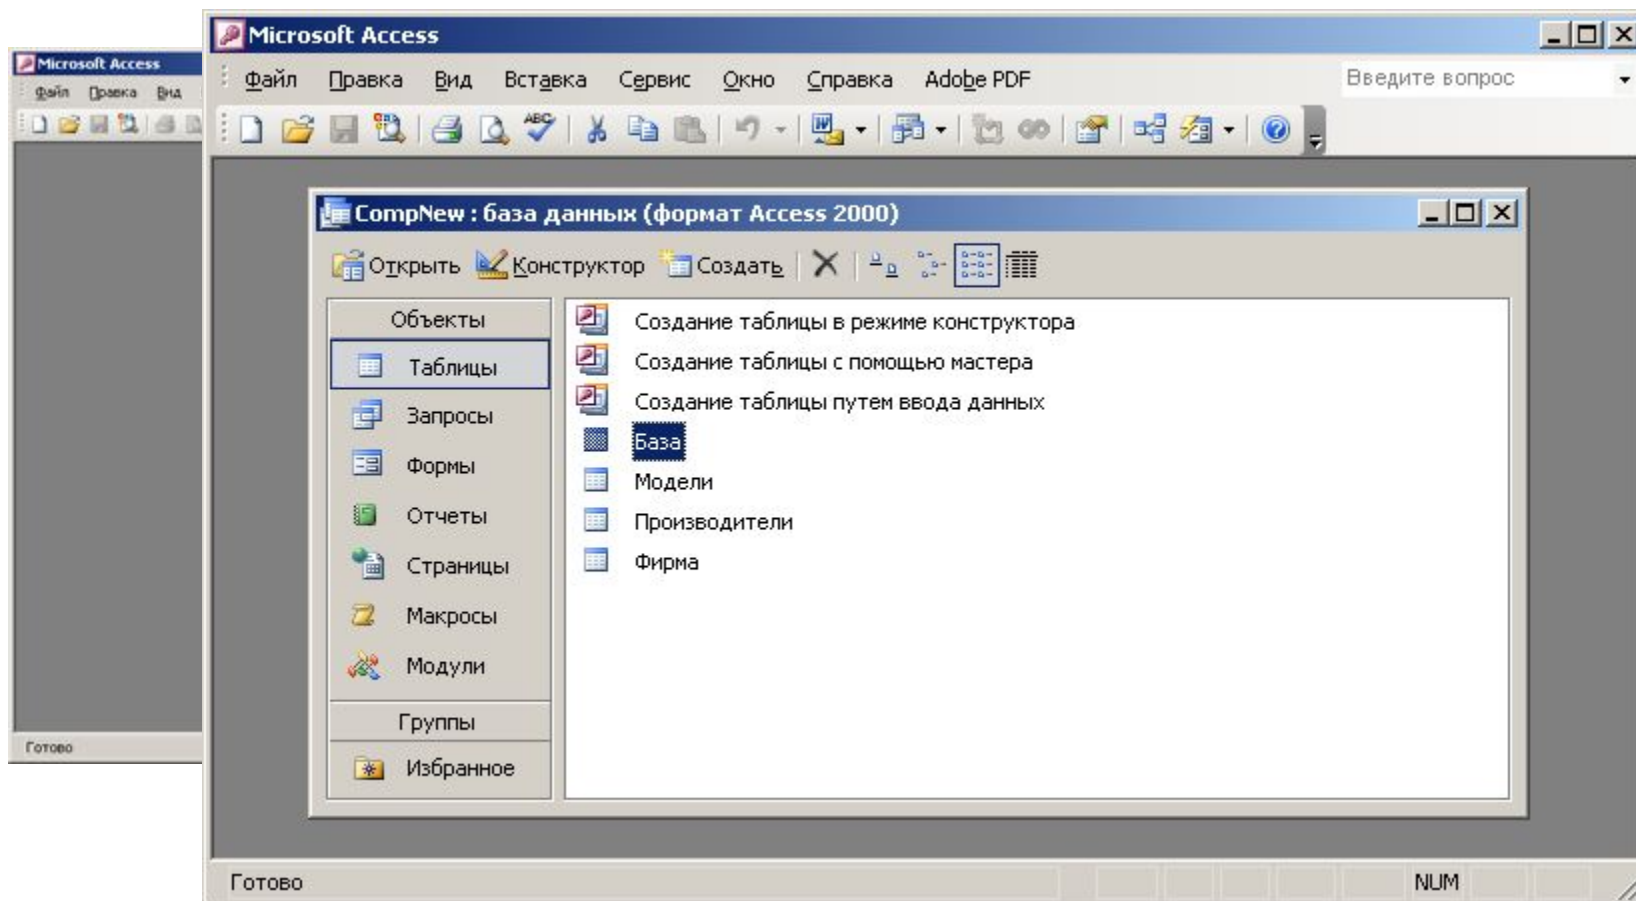 Microsoft Access
Файл Правка Вид
Готово
Microsoft Access
Файл Правка Вид Вставка Сервис Окно Справка Adobe PDF Введите вопрос
ABC
CompNew : база данных (формат Access 2000)
Открыть Конструктор Создать
Объекты
Таблицы
Запросы
Формы
Отчеты
Страницы
Макросы
Модули
Группы
Избранное
Создание таблицы в режиме конструктора
Создание таблицы с помощью мастера
Создание таблицы путем ввода данных
База
Модели
Производители
Фирма
Готово NUM